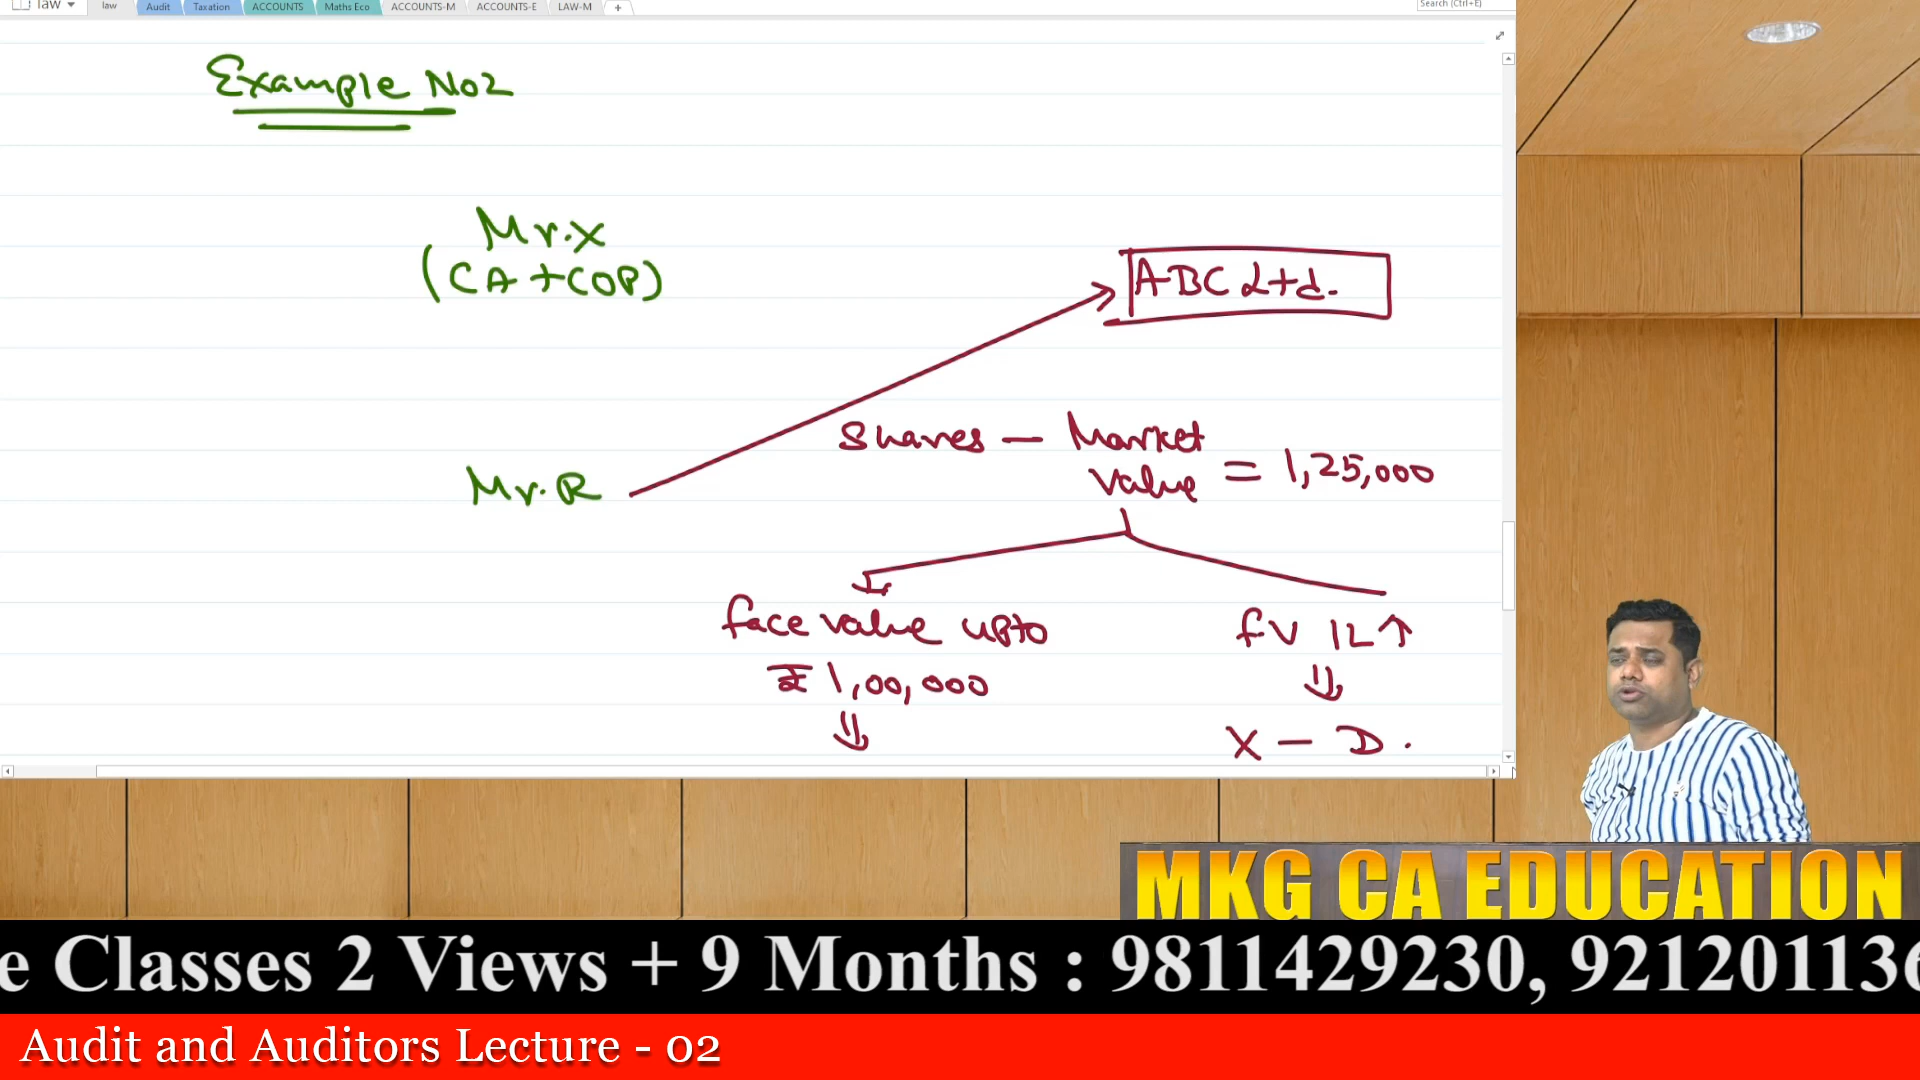 law
law Audit Taxation ACCOUNTS Maths Eco ACCOUNTS-M ACCOUNTS-E LAW-M +
Search (Ctrl+E)
Example No2
Mr. X
(CA + COP)
ABC Ltd.
Shares — Market
Value = 1,25,000
Mr. R
face value upto
₹ 1,00,000
FV 1L ↑
X — D.
MKG CA EDUCATION
e Classes 2 Views + 9 Months : 9811429230, 921201136
Audit and Auditors Lecture - 02